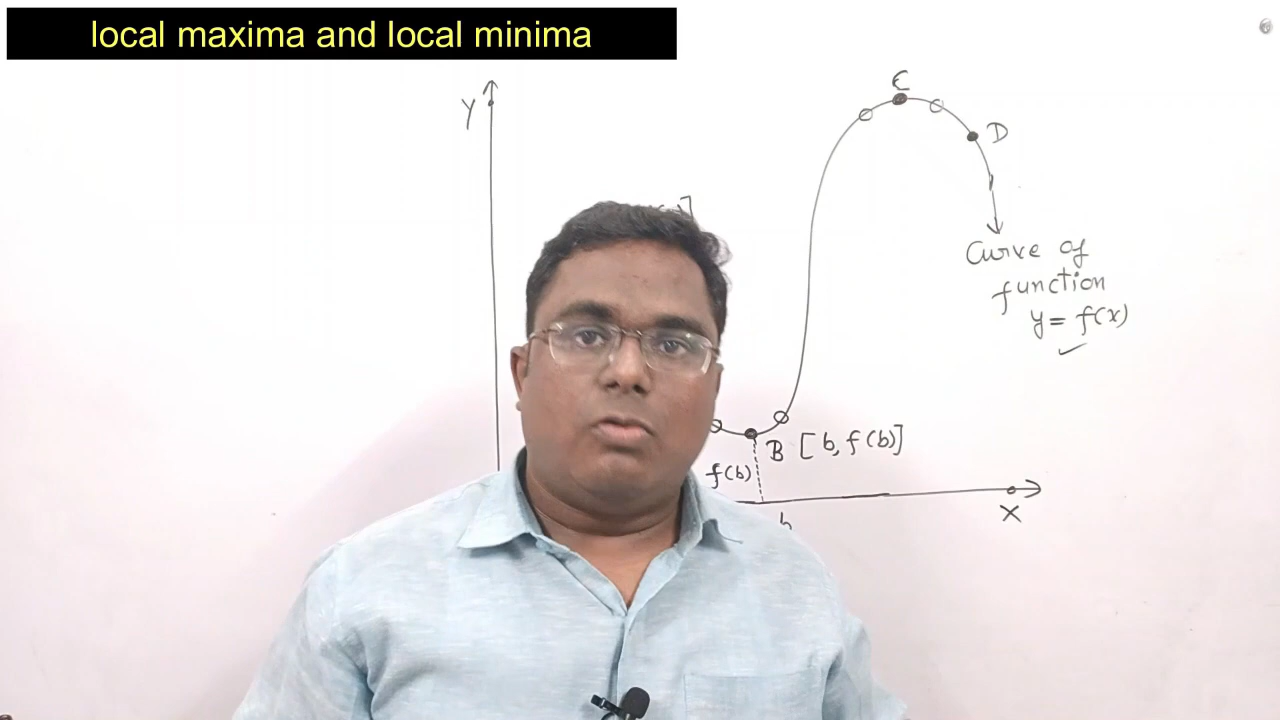 local maxima and local minima
Y
C
D
Curve of
function
y = f(x)
B [b, f(b)]
f(b)
X